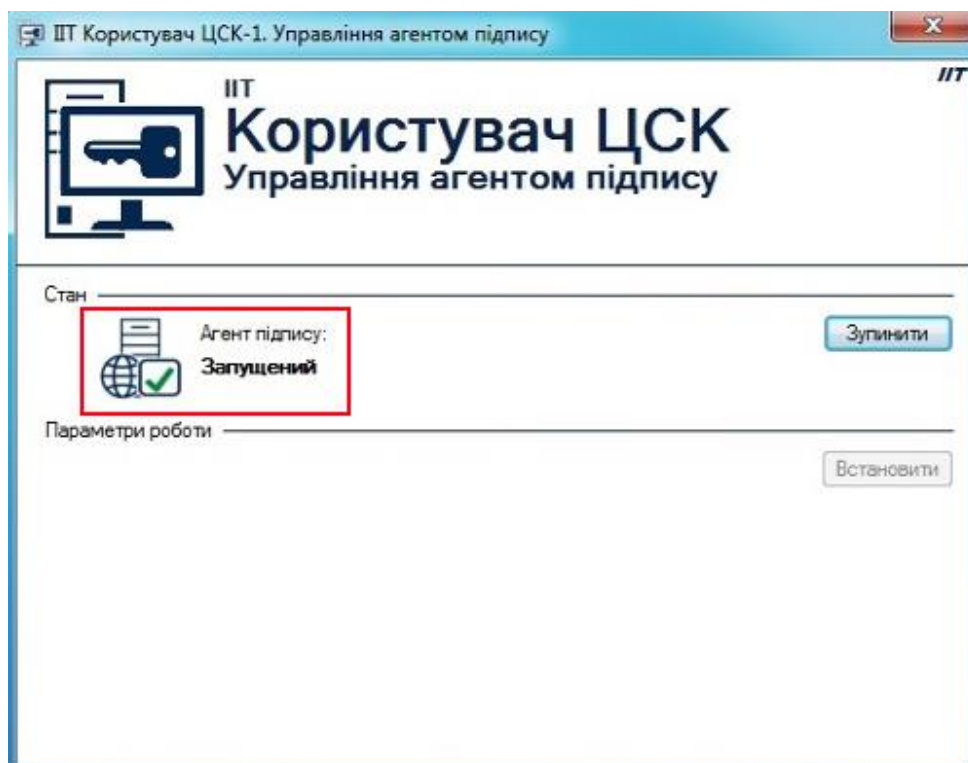 ІІТ Користувач ЦСК-1. Управління агентом підпису
ІІТ
ІІТ
Користувач ЦСК
Управління агентом підпису
Стан
Агент підпису:
Зупинити
Запущений
Параметри роботи
Встановити